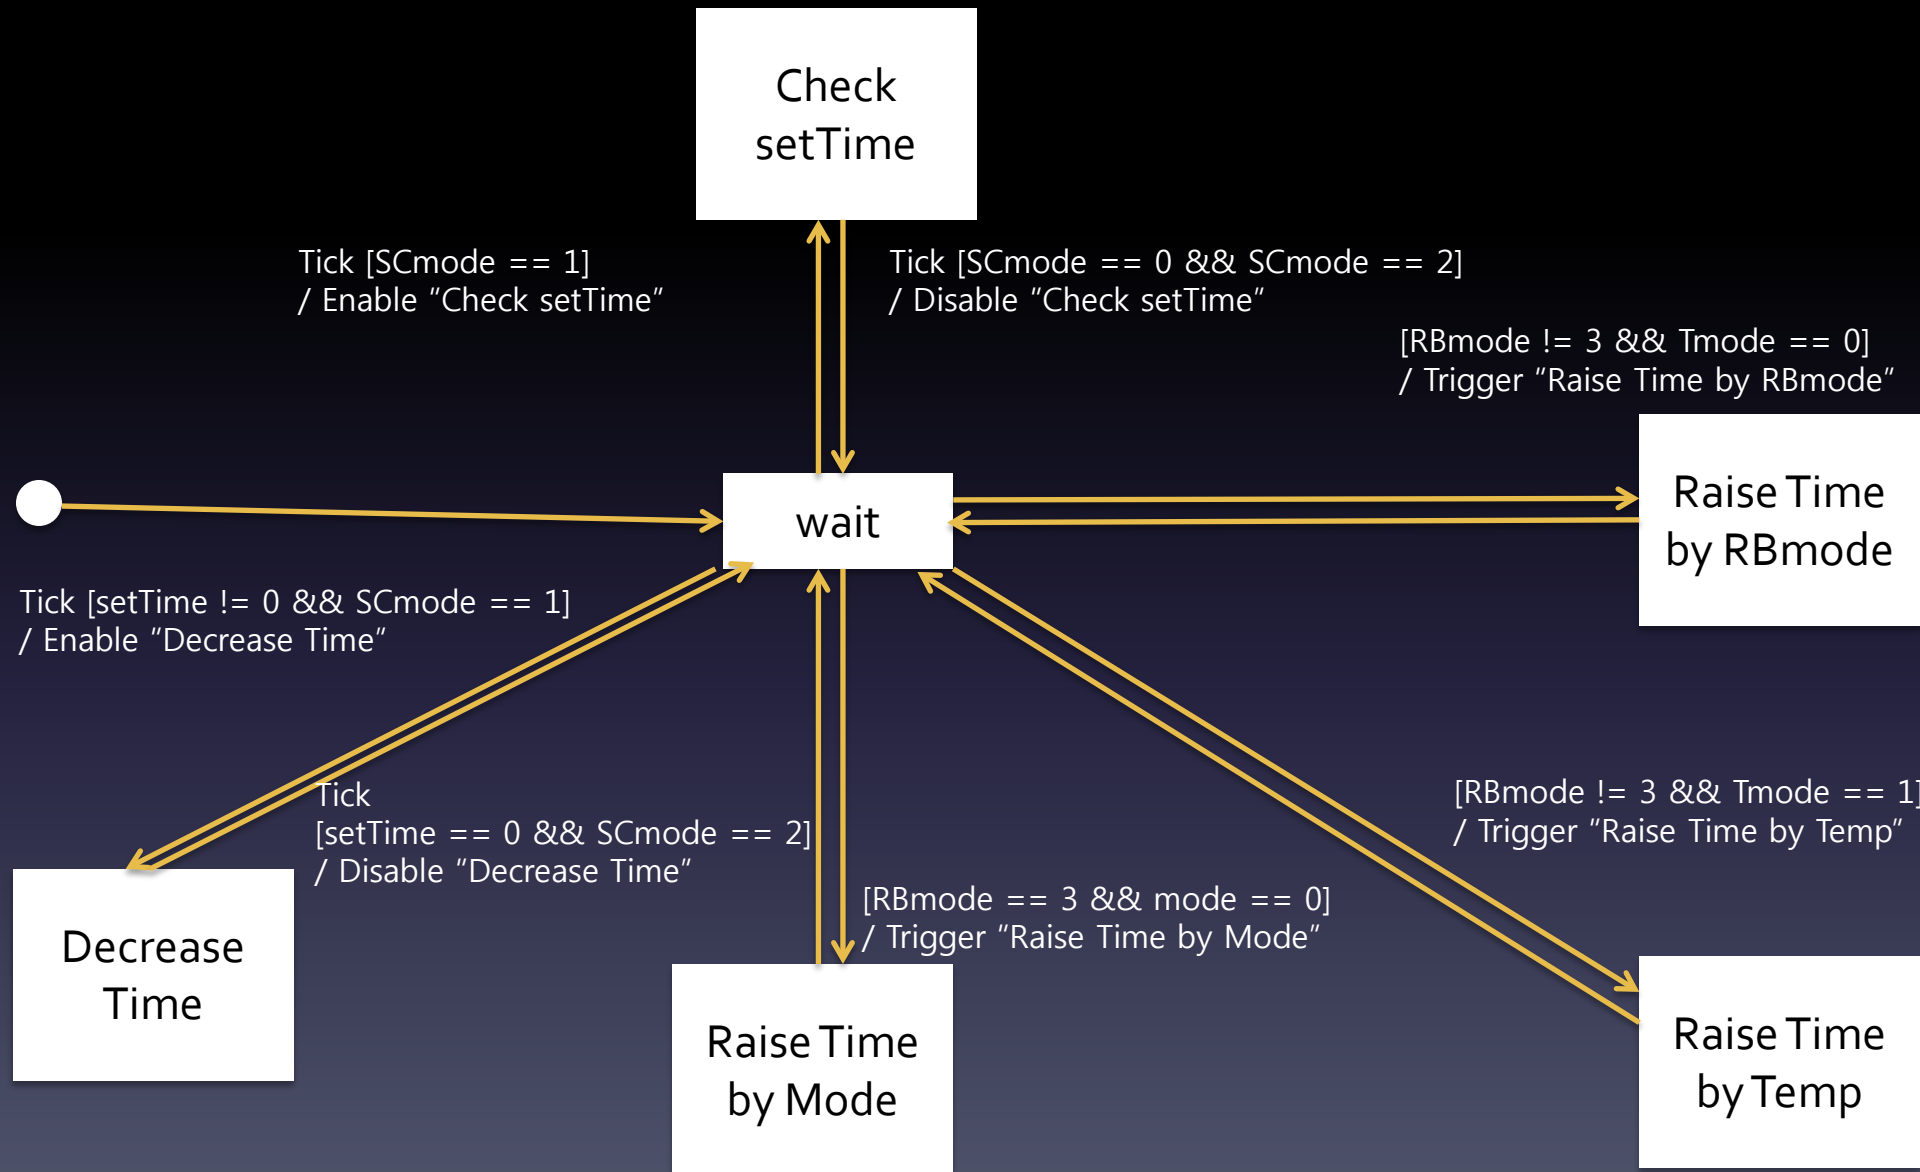 Check
setTime
Tick [SCmode == 1]
/ Enable "Check setTime"
Tick [SCmode == 0 && SCmode == 2]
/ Disable "Check setTime"
[RBmode != 3 && Tmode == 0]
/ Trigger "Raise Time by RBmode"
wait
Raise Time
by RBmode
Tick [setTime != 0 && SCmode == 1]
/ Enable "Decrease Time"
Tick
[setTime == 0 && SCmode == 2]
/ Disable "Decrease Time"
[RBmode != 3 && Tmode == 1]
/ Trigger "Raise Time by Temp"
[RBmode == 3 && mode == 0]
/ Trigger "Raise Time by Mode"
Decrease
Time
Raise Time
by Mode
Raise Time
by Temp